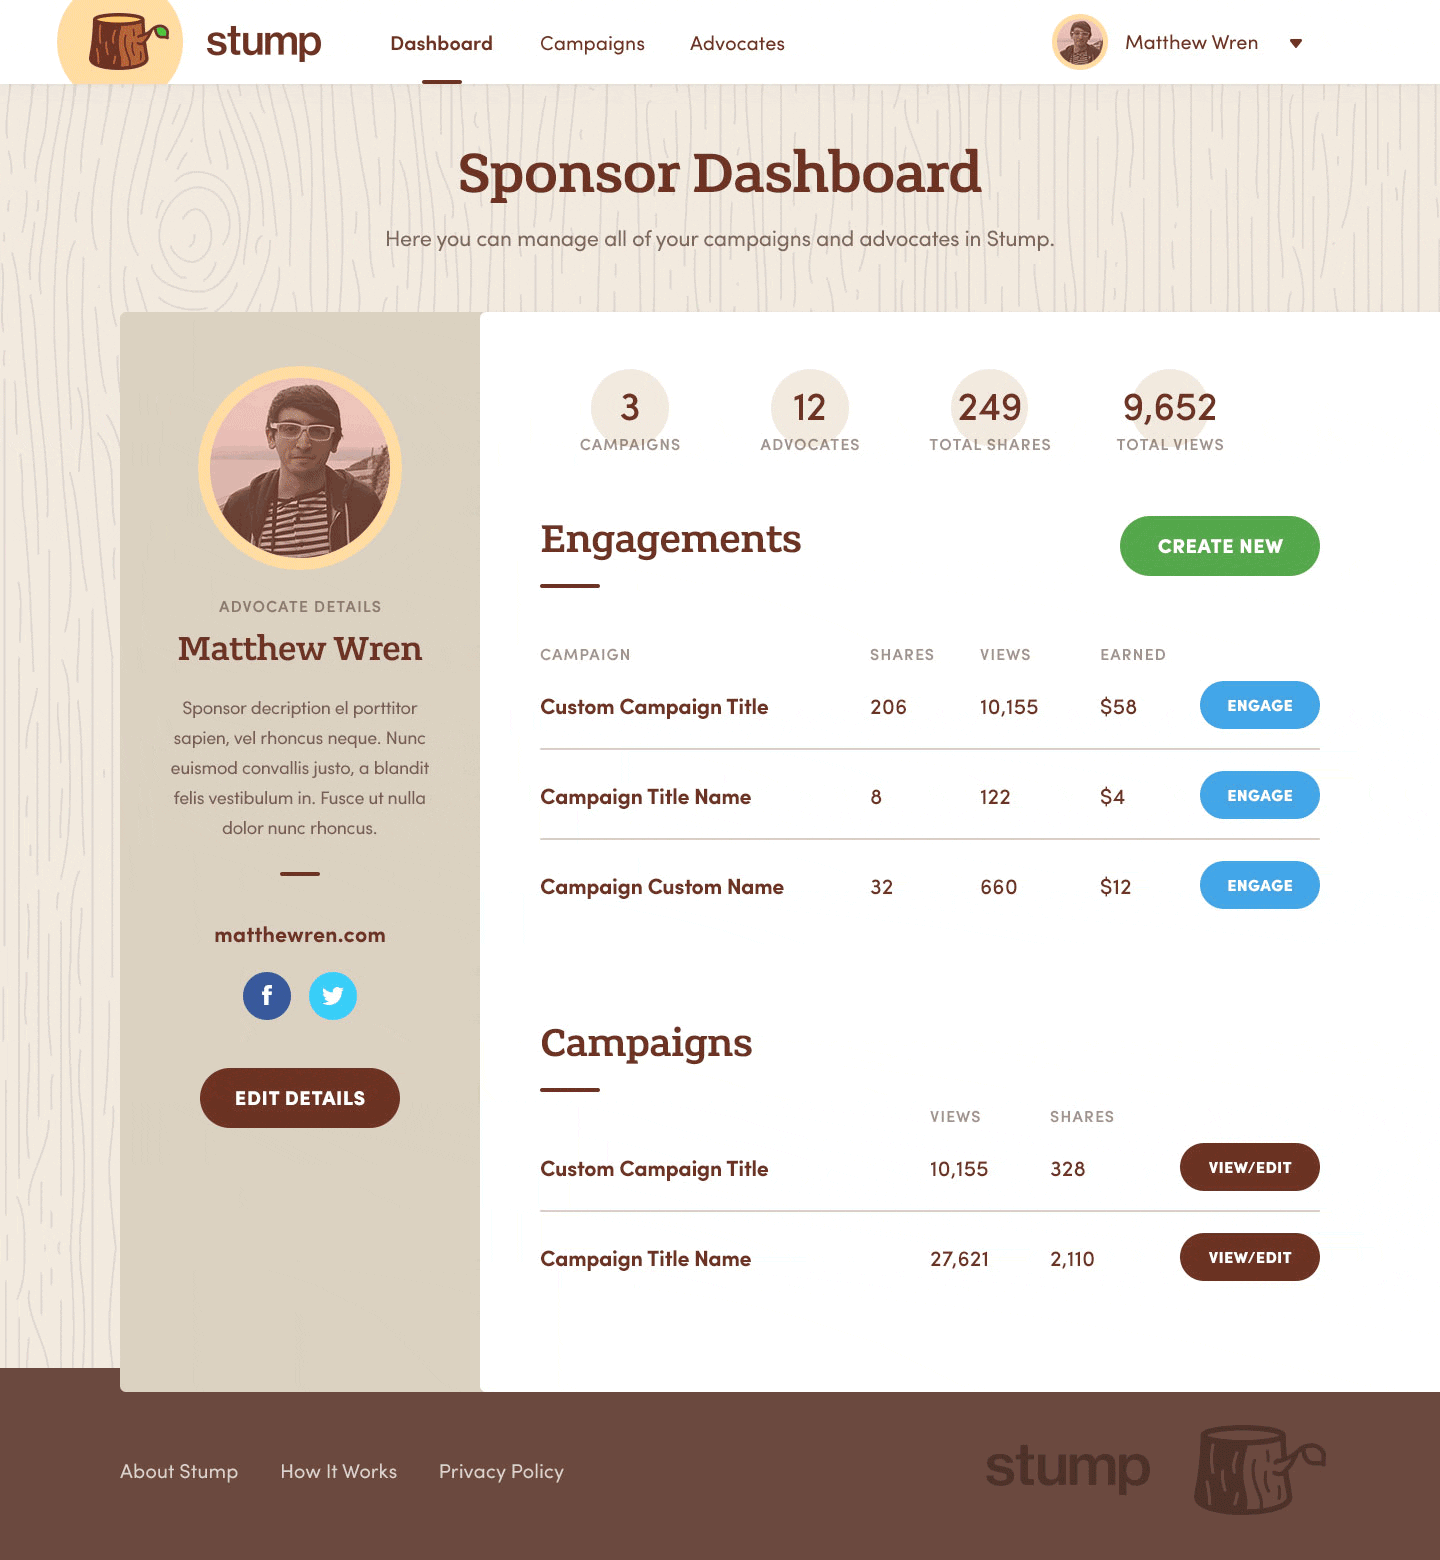 stump
Dashboard Campaigns Advocates
Matthew Wren
Sponsor Dashboard
Here you can manage all of your campaigns and advocates in Stump.
ADVOCATE DETAILS
Matthew Wren
Sponsor decription el porttitor
sapien, vel rhoncus neque. Nunc
euismod convallis justo, a blandit
felis vestibulum in. Fusce ut nulla
dolor nunc rhoncus.
matthewren.com
f
EDIT DETAILS
3 12 249 9,652
CAMPAIGNS ADVOCATES TOTAL SHARES TOTAL VIEWS
Engagements
CREATE NEW
CAMPAIGN SHARES VIEWS EARNED
Custom Campaign Title 206 10,155 $58 ENGAGE
Campaign Title Name 8 122 $4 ENGAGE
Campaign Custom Name 32 660 $12 ENGAGE
Campaigns
VIEWS SHARES
Custom Campaign Title 10,155 328 VIEW/EDIT
Campaign Title Name 27,621 2,110 VIEW/EDIT
About Stump How It Works Privacy Policy
stump